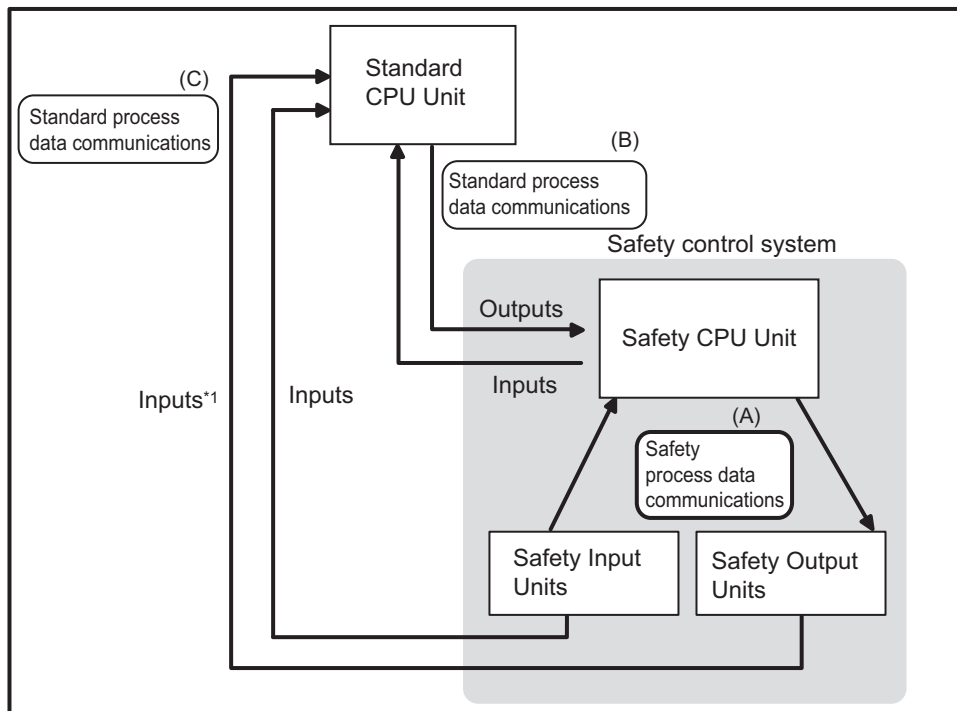 Standard
CPU Unit
(C)
Standard process
data communications
(B)
Standard process
data communications
Safety control system
Outputs
Safety CPU Unit
Inputs
Inputs*1
Inputs
(A)
Safety
process data
communications
Safety Input
Units
Safety Output
Units